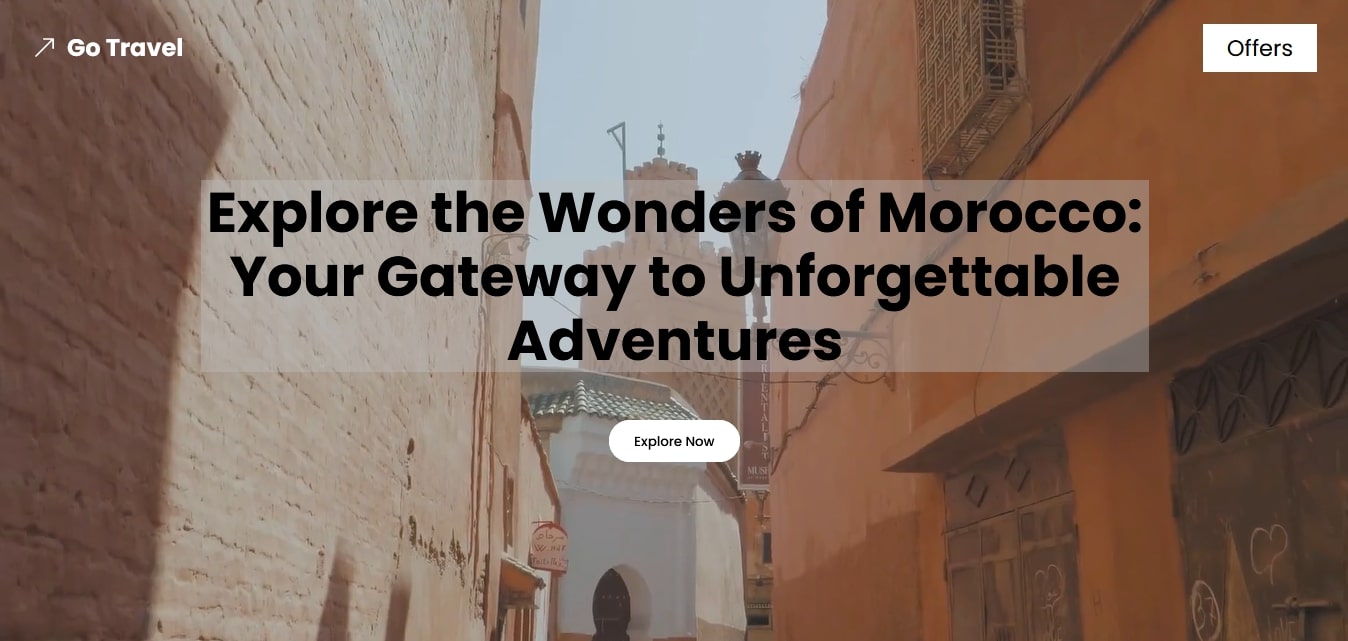 Go Travel
Offers
Explore the Wonders of Morocco:
Your Gateway to Unforgettable
Adventures
Explore Now